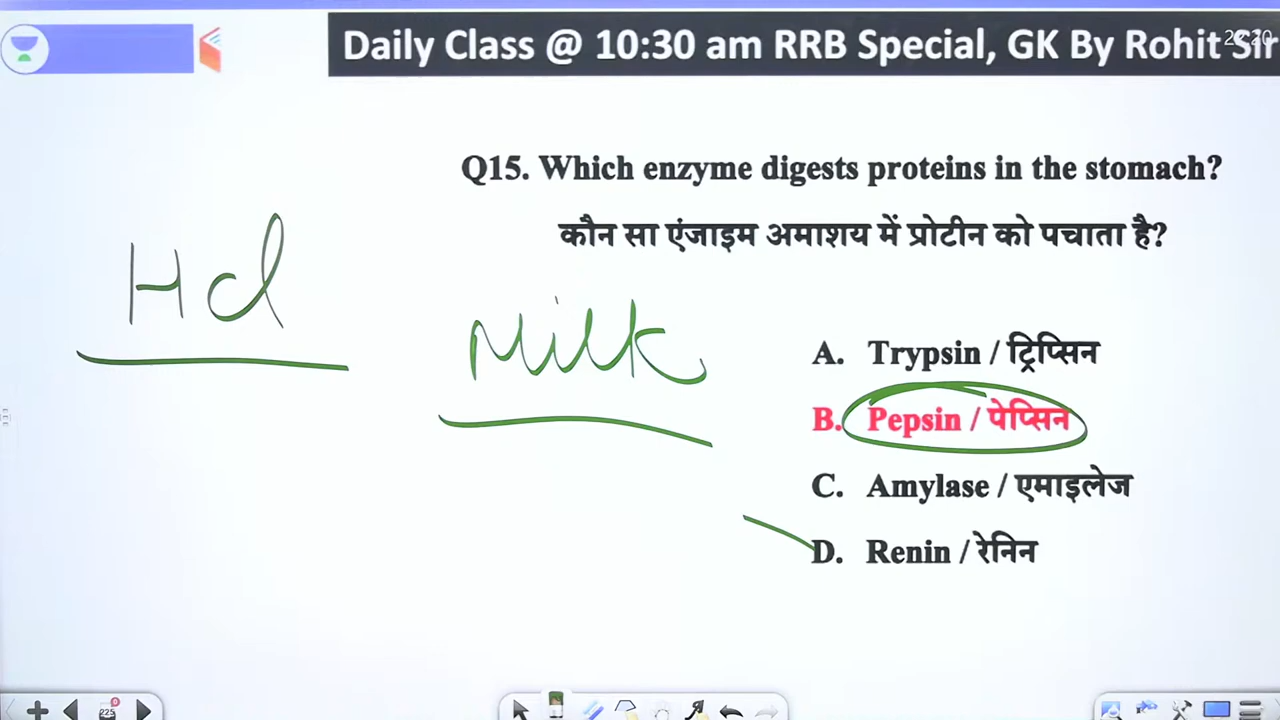 Daily Class @ 10:30 am RRB Special, GK By Rohit Sir
Q15. Which enzyme digests proteins in the stomach?
कौन सा एंजाइम अमाशय में प्रोटीन को पचाता है?
Hcl
Milk
A. Trypsin / ट्रिप्सिन
B. Pepsin / पेप्सिन
C. Amylase / एमाइलेज
D. Renin / रेनिन
225